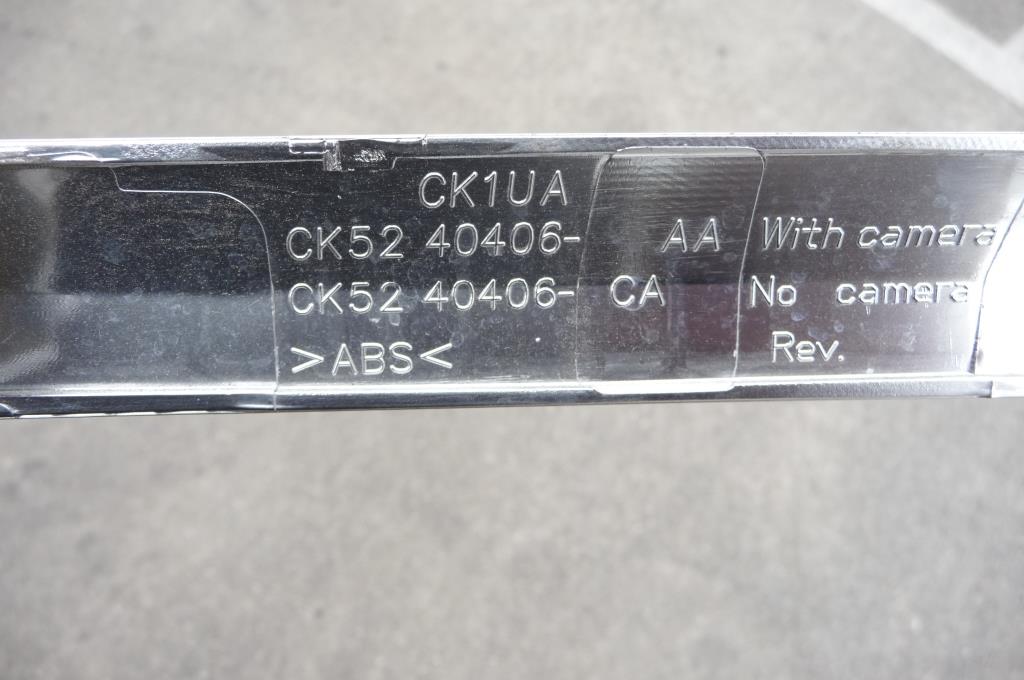 CK1UA
CK52 40406- AA With camera
CK52 40406- CA No camera
>ABS< Rev.